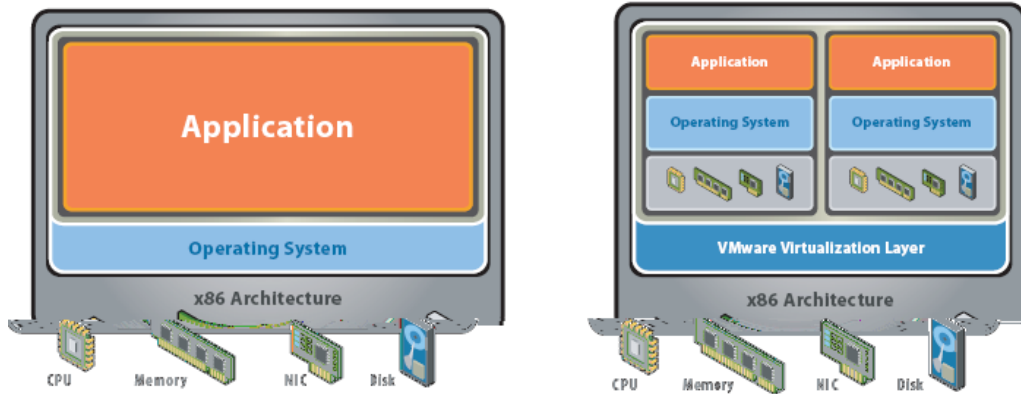 Application
Operating System
x86 Architecture
CPU
Memory
NIC
Disk
Application
Application
Operating System
Operating System
VMware Virtualization Layer
x86 Architecture
CPU
Memory
NIC
Disk